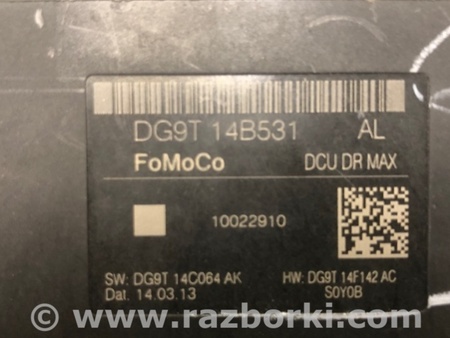 DG9T 14B531 AL
FoMoCo DCU DR MAX
10022910
SW: DG9T 14C064 AK HW: DG9T 14F142 AC
Dat. 14.03.13 S0Y0B
© www.razborki.com